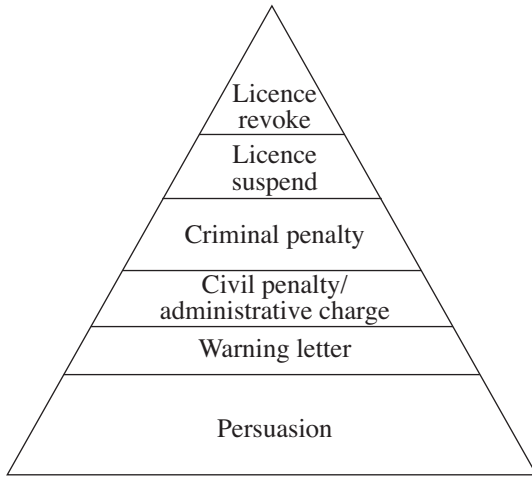 Licence
revoke
Licence
suspend
Criminal penalty
Civil penalty/
administrative charge
Warning letter
Persuasion